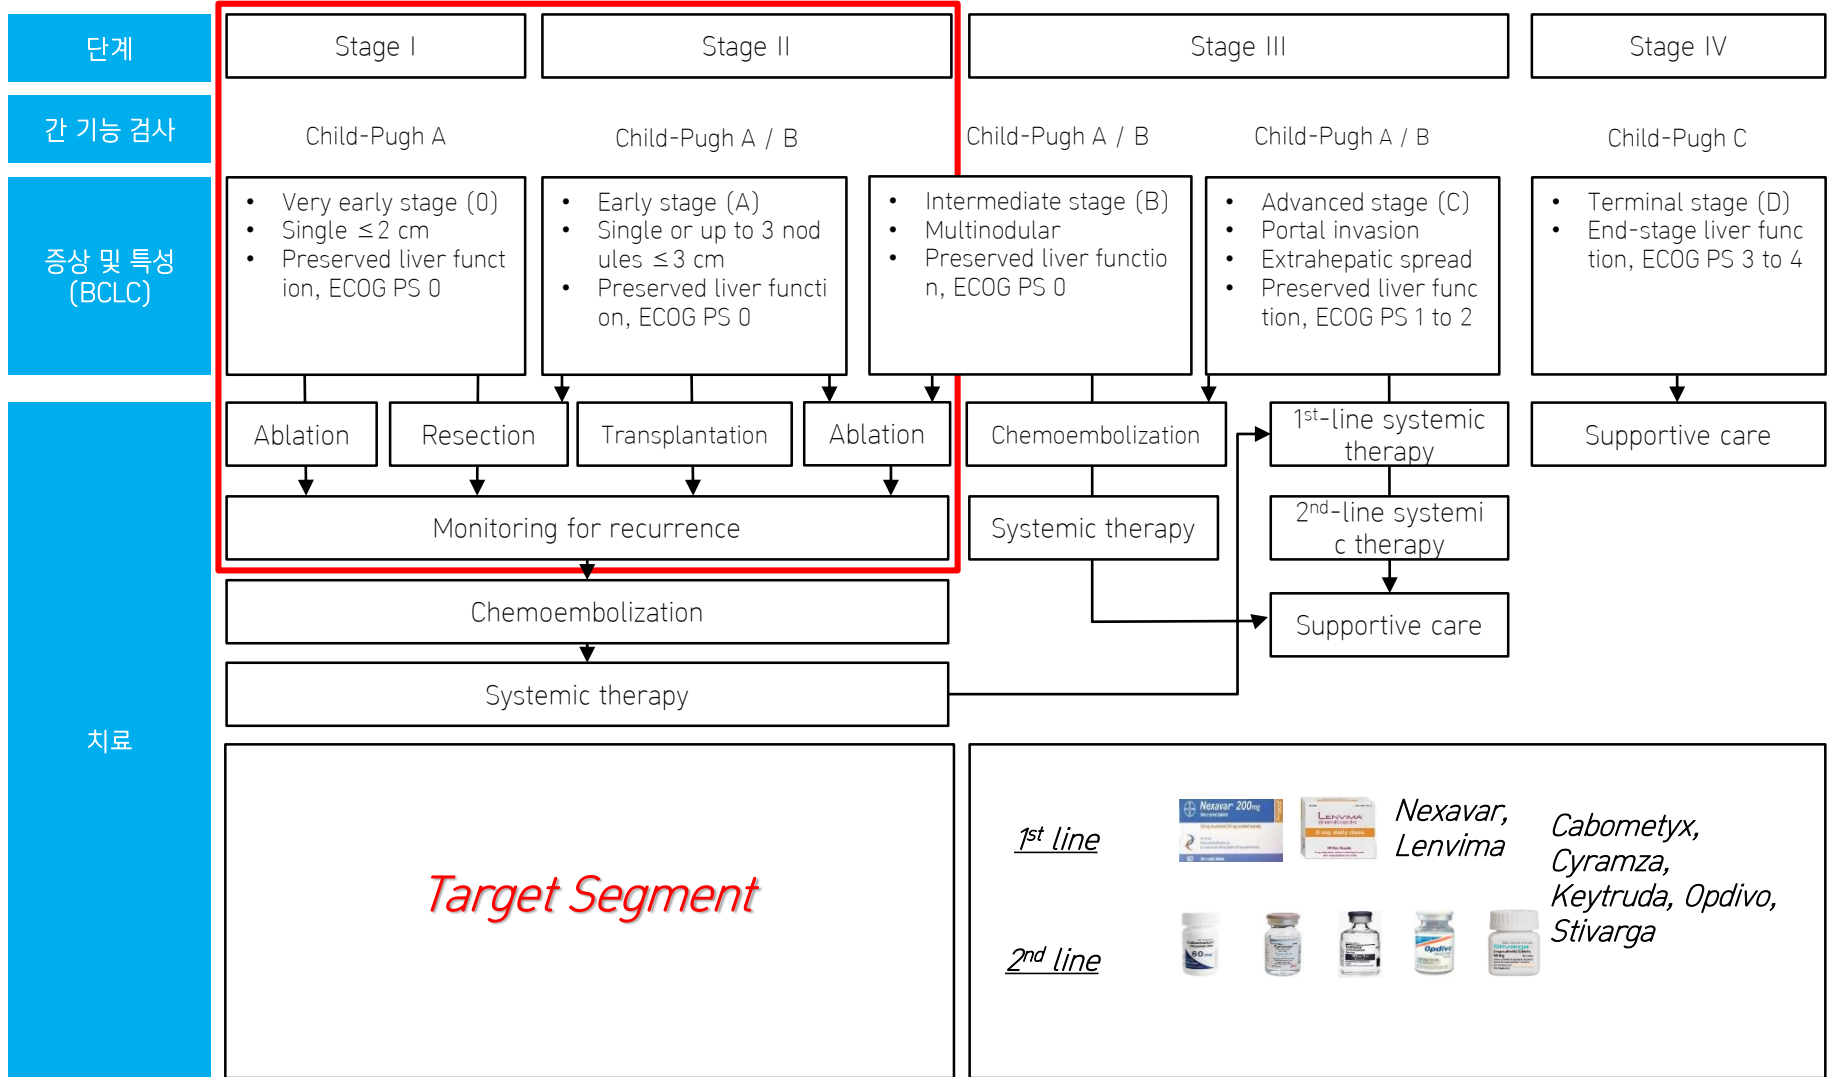 단계
Stage I
Stage II
Stage III
Stage IV
간 기능 검사
Child-Pugh A
Child-Pugh A / B
Child-Pugh A / B
Child-Pugh A / B
Child-Pugh C
증상 및 특성
(BCLC)
• Very early stage (0)
• Single ≤2 cm
• Preserved liver funct
ion, ECOG PS 0
• Early stage (A)
• Single or up to 3 nod
ules ≤3 cm
• Preserved liver functi
on, ECOG PS 0
• Intermediate stage (B)
• Multinodular
• Preserved liver functio
n, ECOG PS 0
• Advanced stage (C)
• Portal invasion
• Extrahepatic spread
• Preserved liver func
tion, ECOG PS 1 to 2
• Terminal stage (D)
• End-stage liver func
tion, ECOG PS 3 to 4
치료
Ablation
Resection
Transplantation
Ablation
Chemoembolization
1st-line systemic
therapy
Supportive care
Monitoring for recurrence
Systemic therapy
2nd-line systemi
c therapy
Chemoembolization
Supportive care
Systemic therapy
Target Segment
1st line
Nexavar 200mg
LENVIMA
Nexavar,
Lenvima
2nd line
60mg
Opdivo
Stivarga
Cabometyx,
Cyramza,
Keytruda, Opdivo,
Stivarga